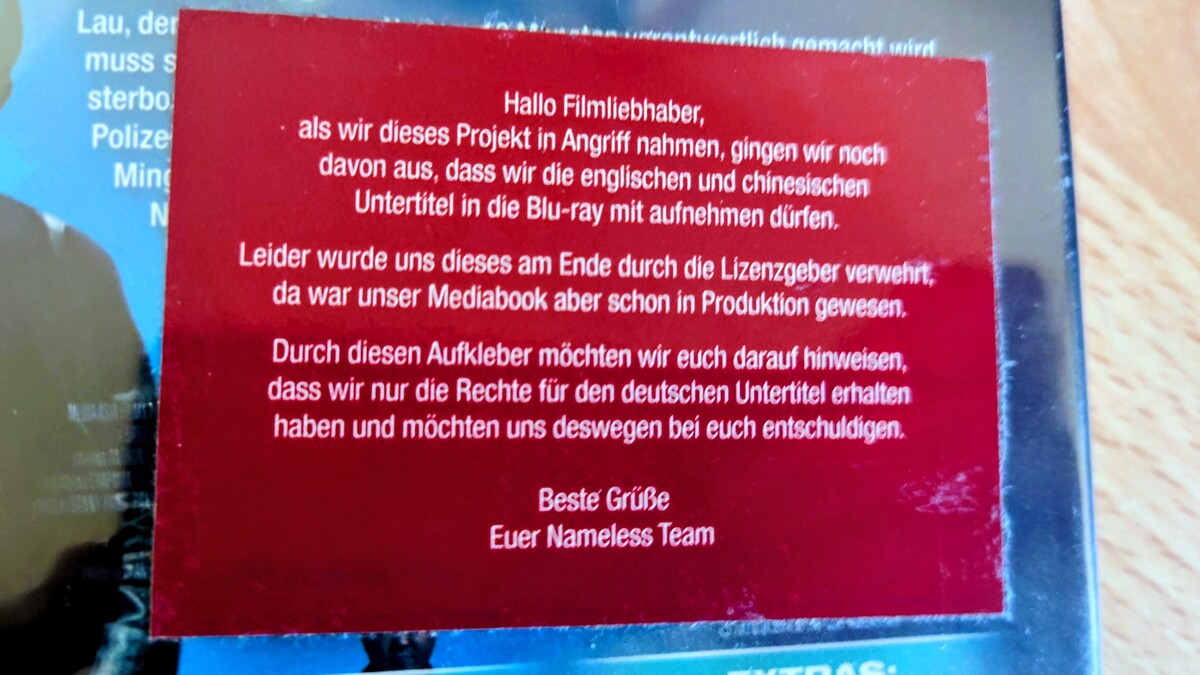 Lau, der
muss s
sterbo
Polize
Ming
N
Hallo Filmliebhaber,
als wir dieses Projekt in Angriff nahmen, gingen wir noch
davon aus, dass wir die englischen und chinesischen
Untertitel in die Blu-ray mit aufnehmen dürfen.
Leider wurde uns dieses am Ende durch die Lizenzgeber verwehrt,
da war unser Mediabook aber schon in Produktion gewesen.
Durch diesen Aufkleber möchten wir euch darauf hinweisen,
dass wir nur die Rechte für den deutschen Untertitel erhalten
haben und möchten uns deswegen bei euch entschuldigen.
Beste Grüße
Euer Nameless Team
EXTRAS: